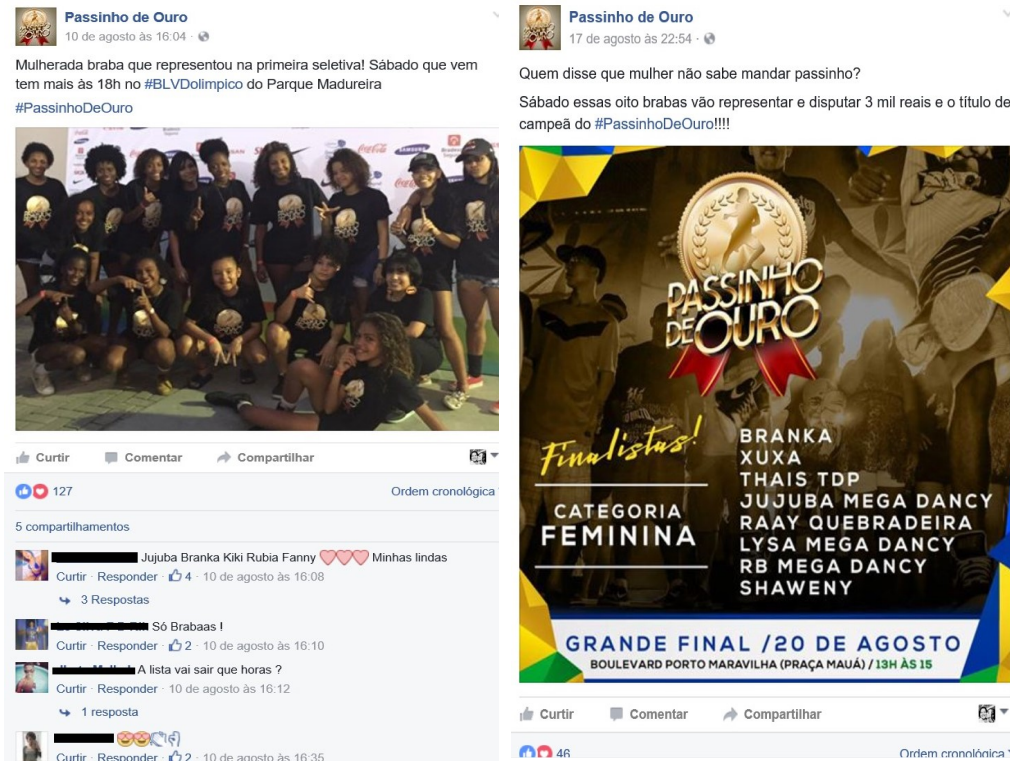 Passinho de Ouro
10 de agosto às 16:04
Mulherada braba que representou na primeira seletiva! Sábado que vem
tem mais às 18h no #BLVDolimpico do Parque Madureira
#PassinhoDeOuro
Coca-Cola
SAMSUNG
Bradesco
Curtir Comentar Compartilhar
127 Ordem cronológica
5 compartilhamentos
Jujuba Branka Kiki Rubia Fanny Minhas lindas
Curtir · Responder · 4 · 10 de agosto às 16:08
3 Respostas
Só Brabaas !
Curtir · Responder · 2 · 10 de agosto às 16:10
A lista vai sair que horas ?
Curtir · Responder · 10 de agosto às 16:12
1 resposta
Curtir · Responder · 2 · 10 de agosto às 16:35
Passinho de Ouro
17 de agosto às 22:54
Quem disse que mulher não sabe mandar passinho?
Sábado essas oito brabas vão representar e disputar 3 mil reais e o título de
campeã do #PassinhoDeOuro!!!!
PASSINHO
DE OURO
Finalistas!
CATEGORIA
FEMININA
BRANKA
XUXA
THAIS TDP
JUJUBA MEGA DANCY
RAAY QUEBRADEIRA
LYSA MEGA DANCY
RB MEGA DANCY
SHAWENY
GRANDE FINAL /20 DE AGOSTO
BOULEVARD PORTO MARAVILHA (PRAÇA MAUÁ) / 13H ÀS 15
Curtir Comentar Compartilhar
46 Ordem cronológica